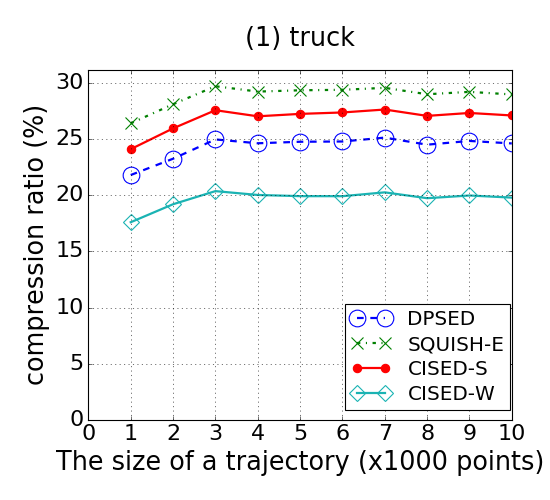 (1) truck
compression ratio (%)
30
25
20
15
10
5
0
0 1 2 3 4 5 6 7 8 9 10
The size of a trajectory (x1000 points)
DPSED
SQUISH-E
CISED-S
CISED-W